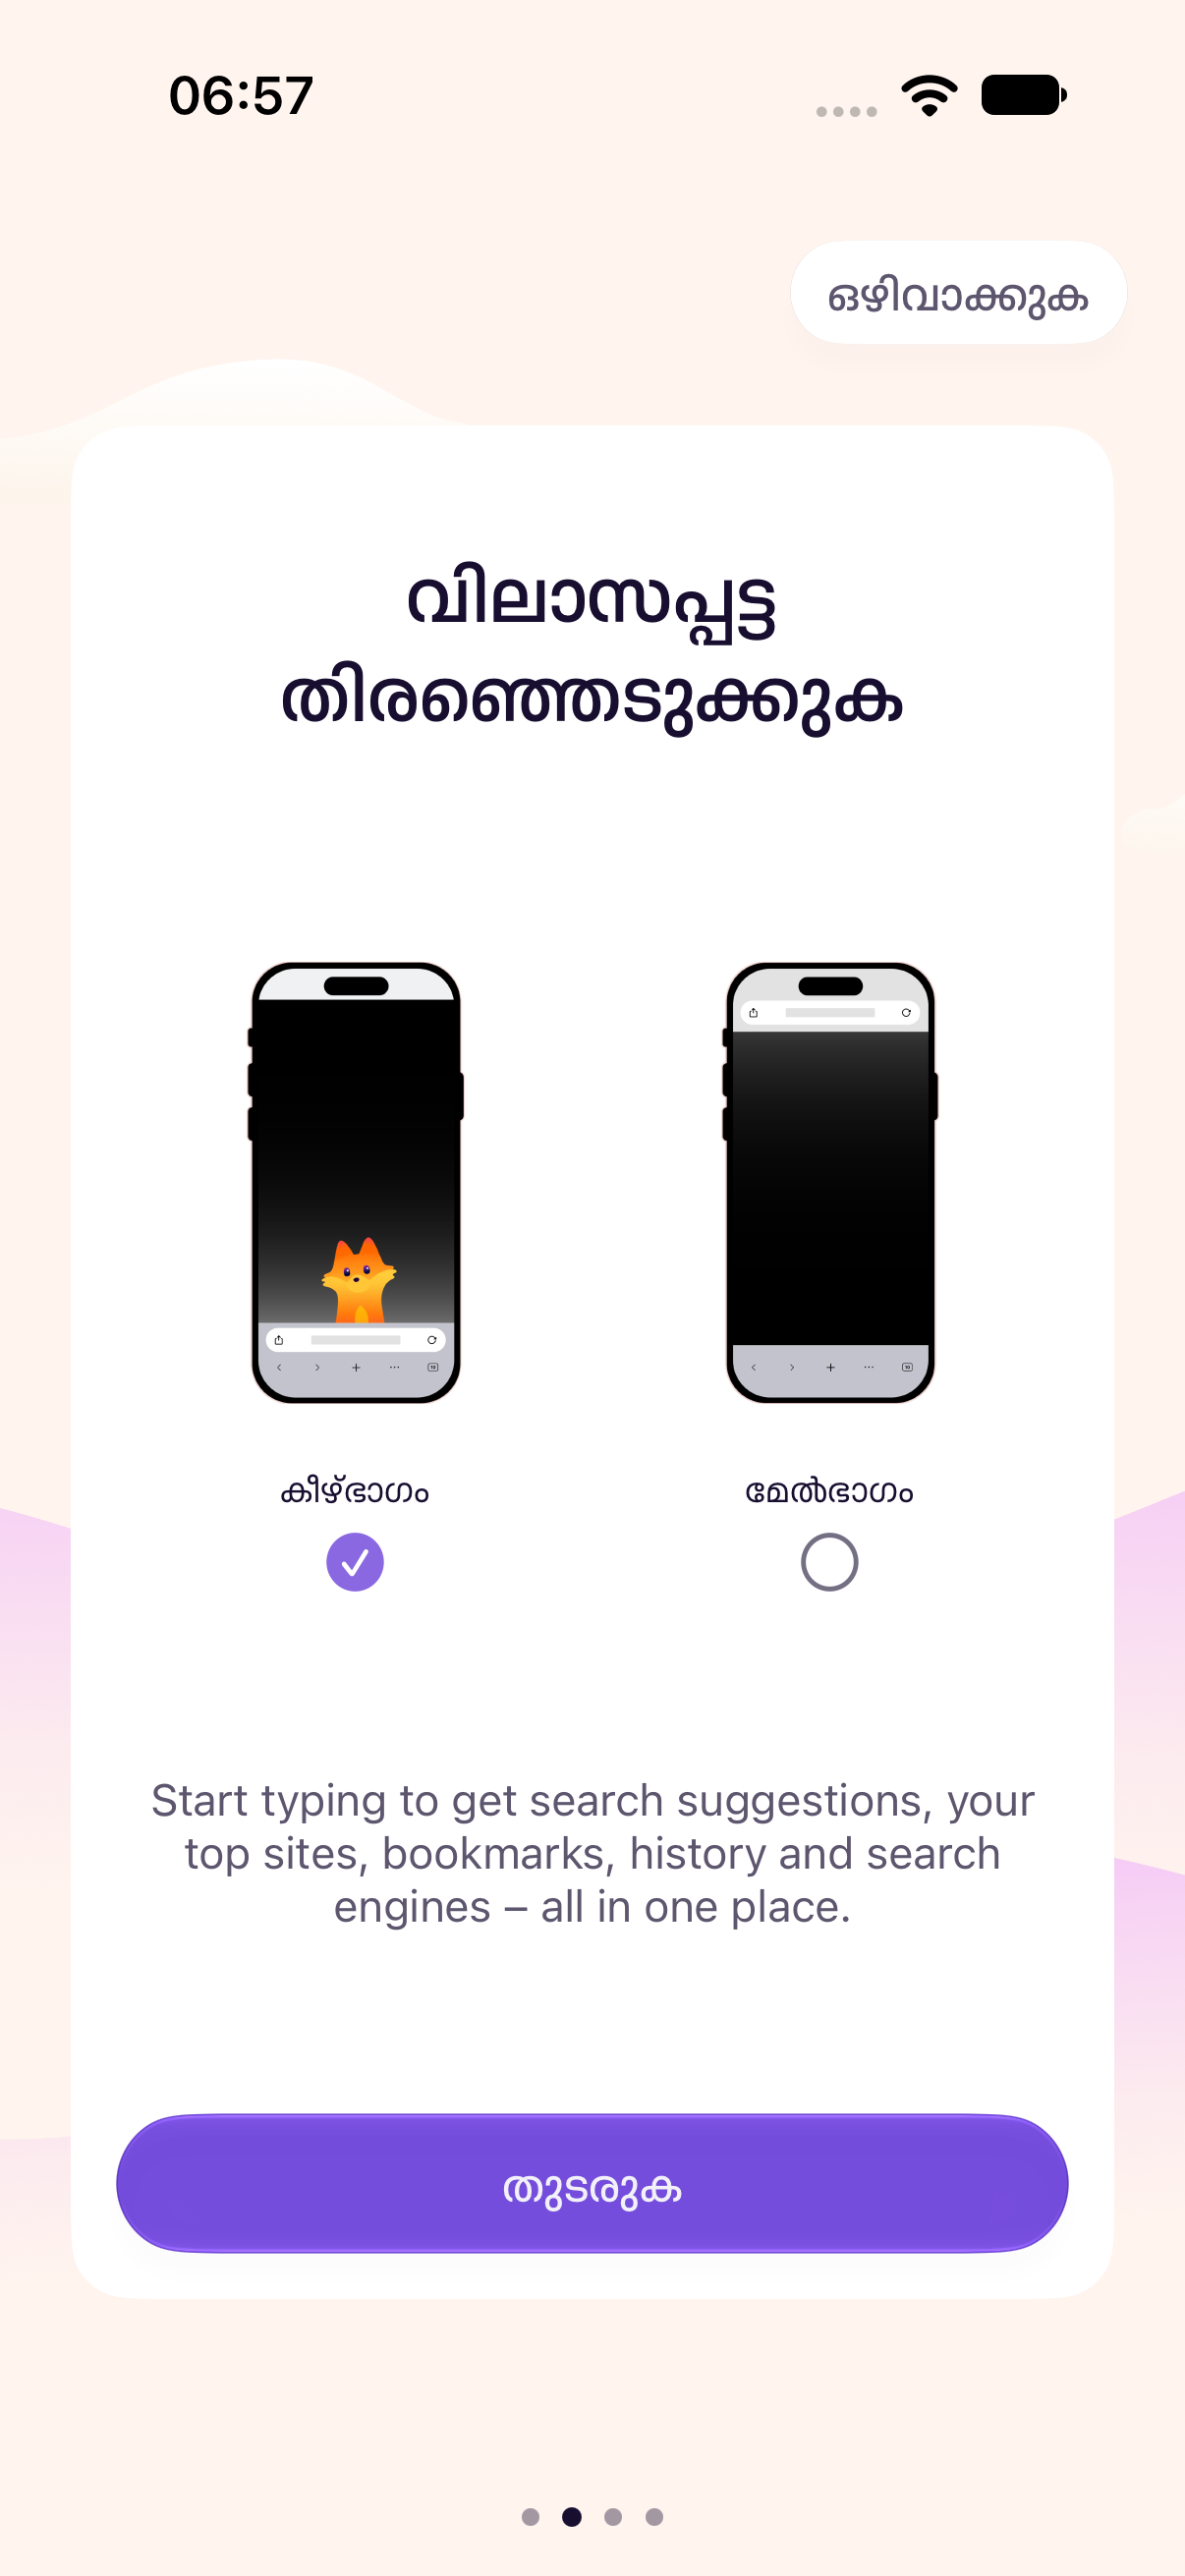 06:57
ഒഴിവാക്കുക
വിലാസപ്പട്ട
തിരഞ്ഞെടുക്കുക
കീഴ്ഭാഗം
മേൽഭാഗം
Start typing to get search suggestions, your
top sites, bookmarks, history and search
engines – all in one place.
തുടരുക